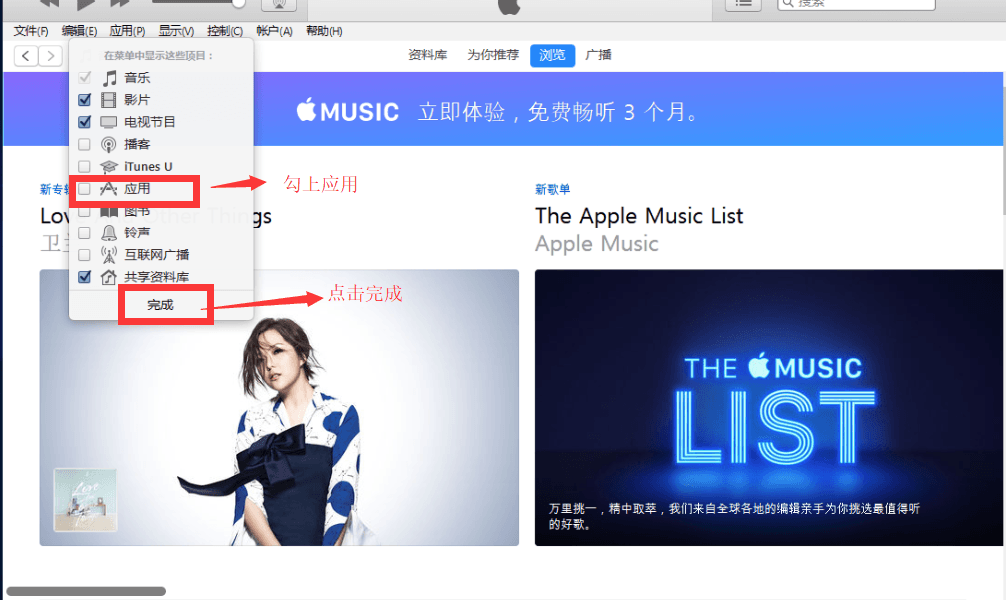 搜索
文件(F) 编辑(E) 应用(P) 显示(V) 控制(C) 帐户(A) 帮助(H)
资料库 为你推荐 浏览 广播
在菜单中显示这些项目：
音乐
影片
电视节目
播客
iTunes U
应用
图书
铃声
互联网广播
共享资料库
完成
勾上应用
点击完成
MUSIC 立即体验，免费畅听 3 个月。
新专辑
Love & Other Things
新歌单
The Apple Music List
Apple Music
THE MUSIC
LIST
万里挑一，精中取萃，我们来自全球各地的编辑亲手为你挑选最值得听
的好歌。